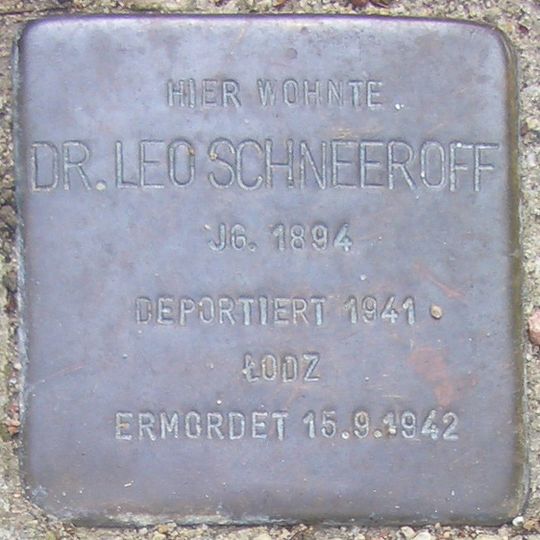 HIER WOHNTE
DR. LEO SCHNEEROFF
JG. 1894
DEPORTIERT 1941
ŁODZ
ERMORDET 15.9.1942